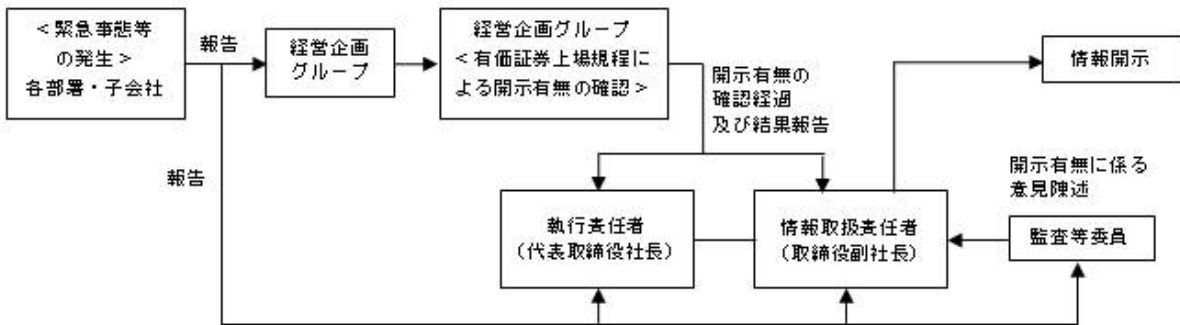 <緊急事態等
の発生>
各部署・子会社
報告
経営企画
グループ
経営企画グループ
<有価証券上場規程に
よる開示有無の確認>
開示有無の
確認経過
及び結果報告
情報開示
報告
執行責任者
(代表取締役社長)
情報取扱責任者
(取締役副社長)
開示有無に係る
意見陳述
監査等委員